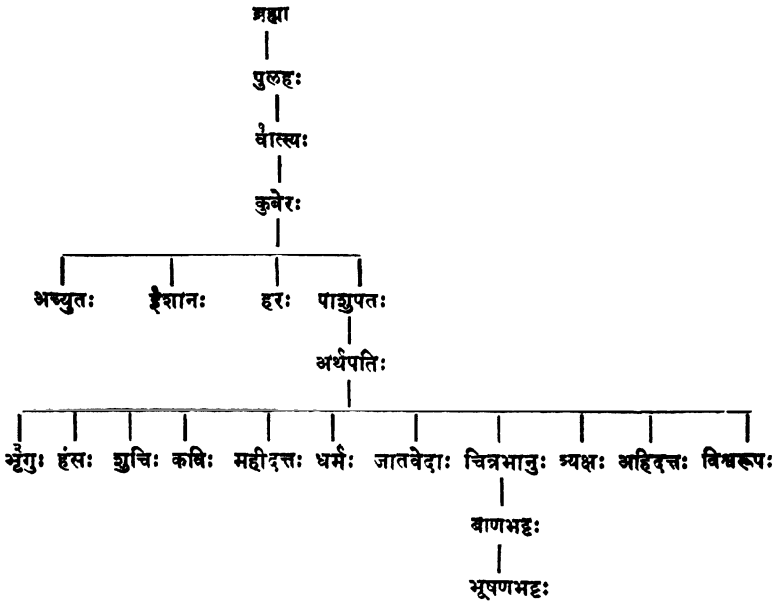 ब्रह्मा
पुलहः
वात्स्यः
कुबेरः
अच्युतः ईशानः हरः पाशुपतः
अर्थपतिः
भृगुः हंसः शुचिः कविः महीदत्तः धर्मः जातवेदाः चित्रभानुः त्र्यक्षः अहिदत्तः विश्वरूपः
बाणभट्टः
भूषणभट्टः